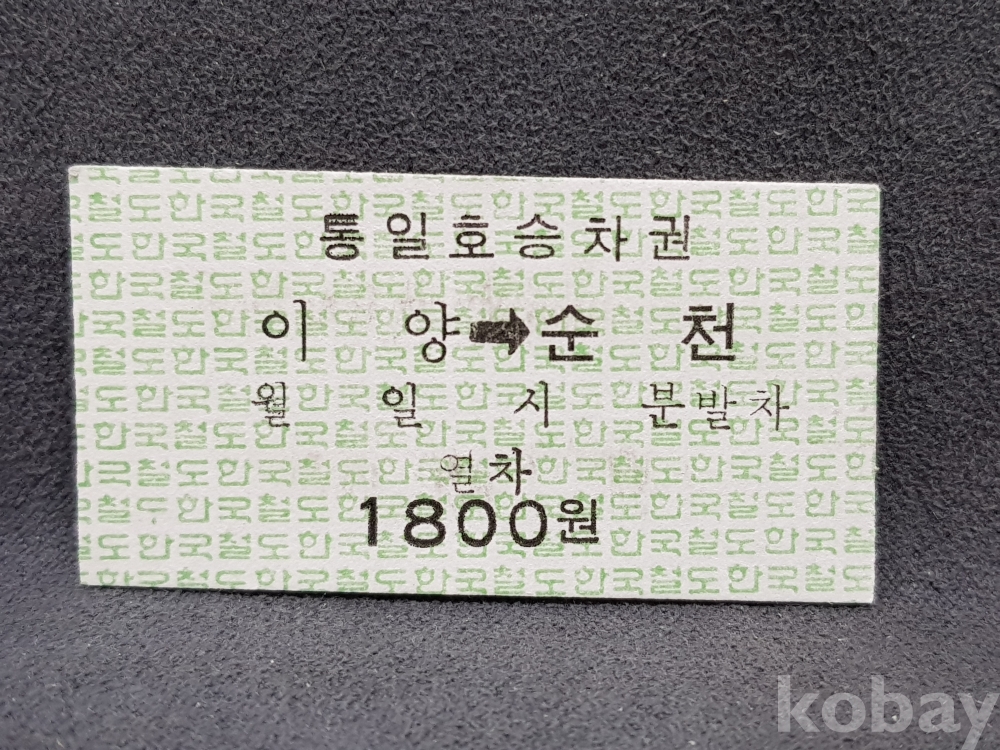 통일호승차권
이 양➡순 천
월 일 시 분발차
열차
1800원
kobay